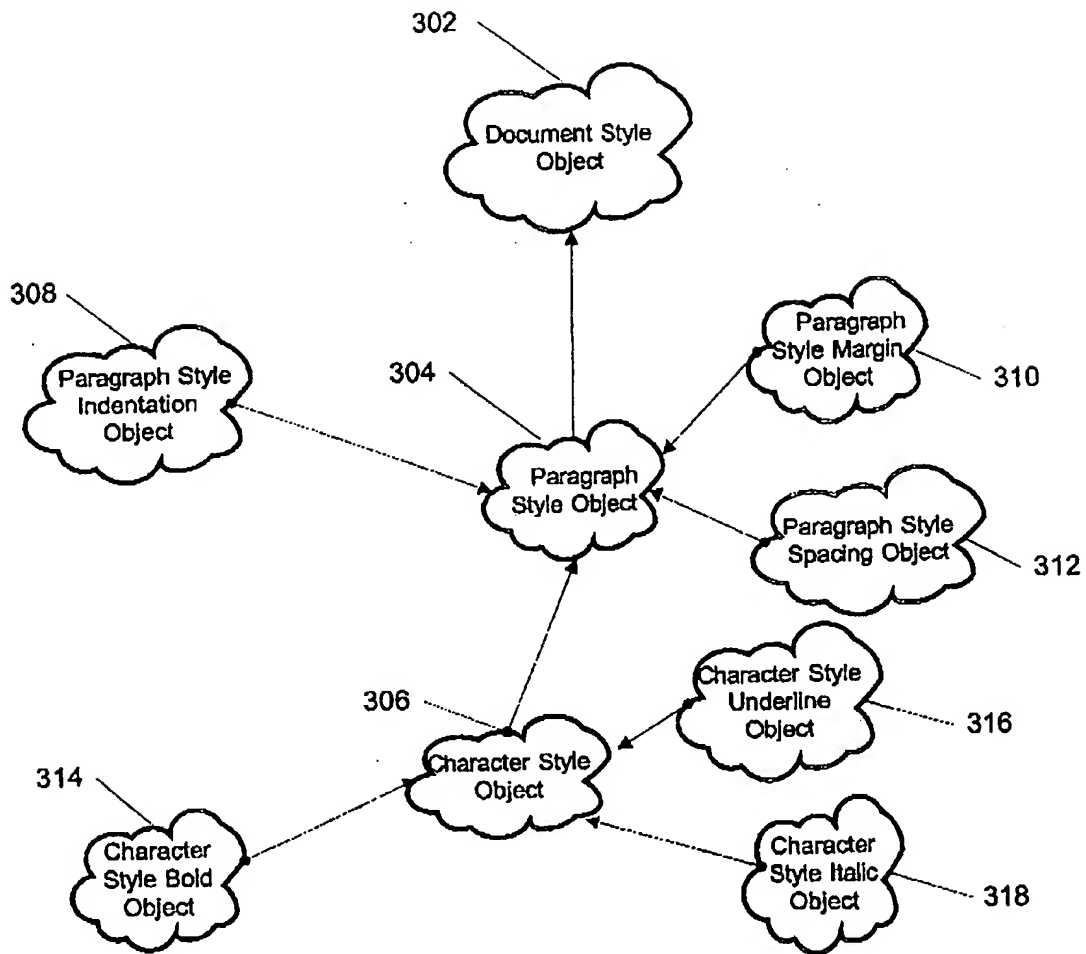 302
Document Style
Object
308
Paragraph Style
Indentation
Object
304
Paragraph
Style Object
Paragraph
Style Margin
Object
310
Paragraph Style
Spacing Object
312
306
Character Style
Object
Character Style
Underline
Object
316
314
Character
Style Bold
Object
Character
Style Italic
Object
318